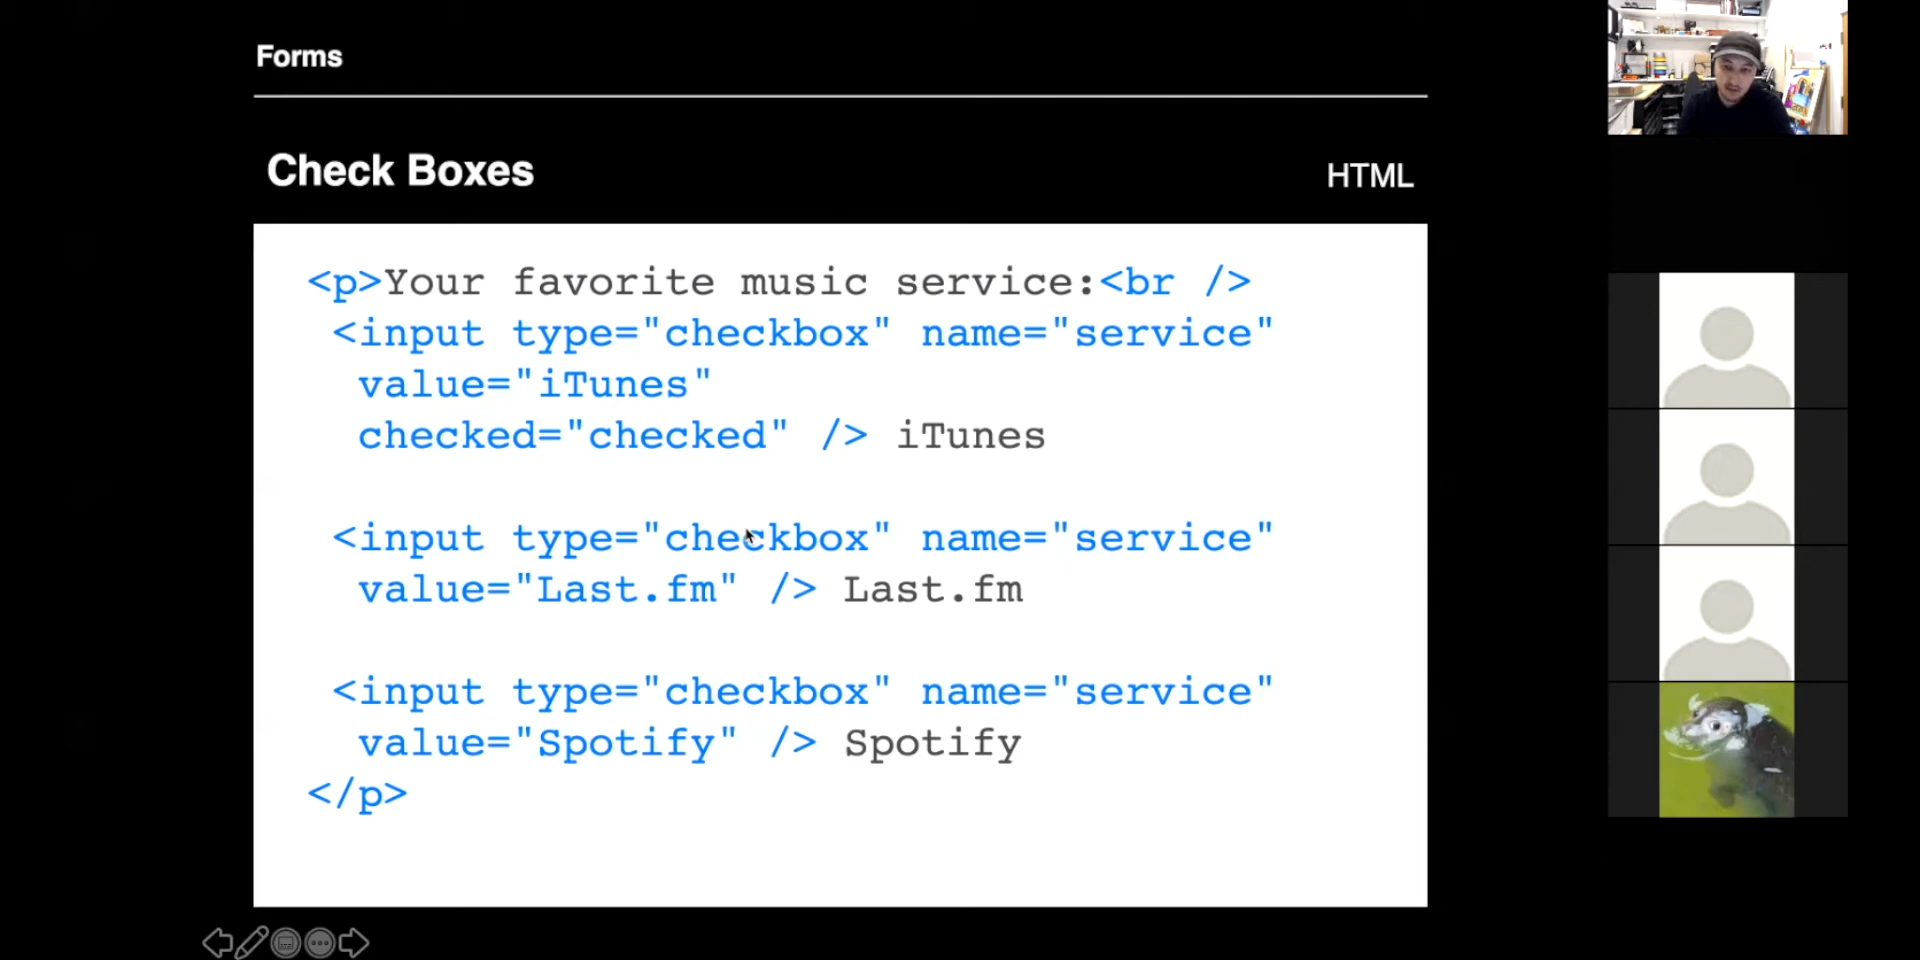 Forms
Check Boxes
HTML
<p>Your favorite music service:<br />
<input type="checkbox" name="service"
value="iTunes"
checked="checked" /> iTunes
<input type="checkbox" name="service"
value="Last.fm" /> Last.fm
<input type="checkbox" name="service"
value="Spotify" /> Spotify
</p>